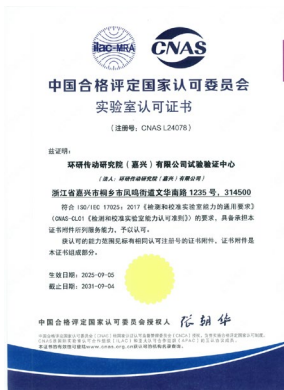 ilac-MRA
CNAS
中国合格评定国家认可委员会
实验室认可证书
（注册号：CNAS L24078）
兹证明：
环研传动研究院（嘉兴）有限公司试验验证中心
（法人：环研传动研究院（嘉兴）有限公司）
浙江省嘉兴市桐乡市凤鸣街道文华南路 1235 号，314500
符合 ISO/IEC 17025：2017《检测和校准实验室能力的通用要求》
（CNAS-CL01《检测和校准实验室能力认可准则》）的要求，具备承担本
证书附件所列服务能力，予以认可。
获认可的能力范围见标有相同认可注册号的证书附件，证书附件是
本证书组成部分。
生效日期：2025-09-05
截止日期：2031-09-04
中国合格评定国家认可委员会授权人 张朝华